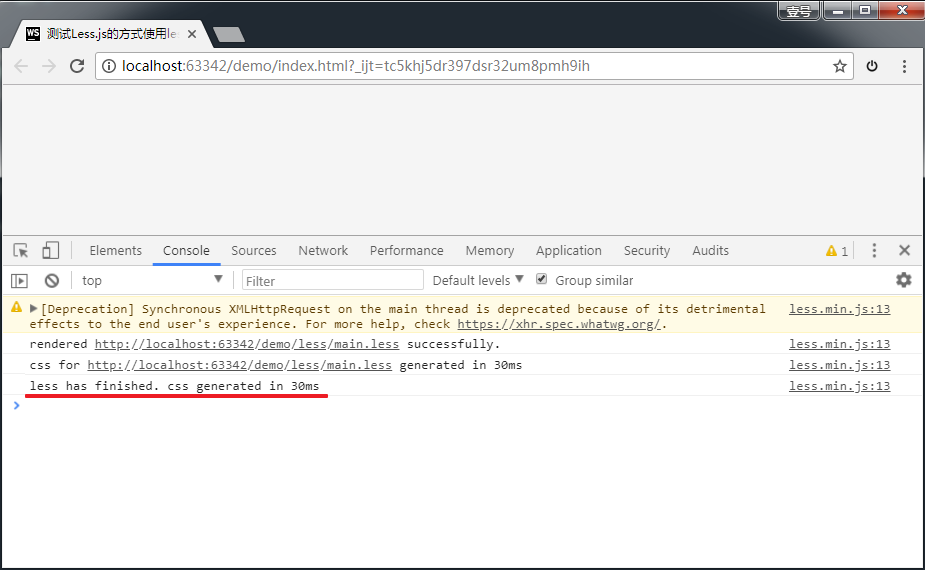 壹号
WS 测试Less.js的方式使用le
localhost:63342/demo/index.html?_ijt=tc5khj5dr397dsr32um8pmh9ih
Elements Console Sources Network Performance Memory Application Security Audits 1
top Filter Default levels Group similar
[Deprecation] Synchronous XMLHttpRequest on the main thread is deprecated because of its detrimental less.min.js:13
effects to the end user's experience. For more help, check https://xhr.spec.whatwg.org/.
rendered http://localhost:63342/demo/less/main.less successfully. less.min.js:13
css for http://localhost:63342/demo/less/main.less generated in 30ms less.min.js:13
less has finished. css generated in 30ms less.min.js:13